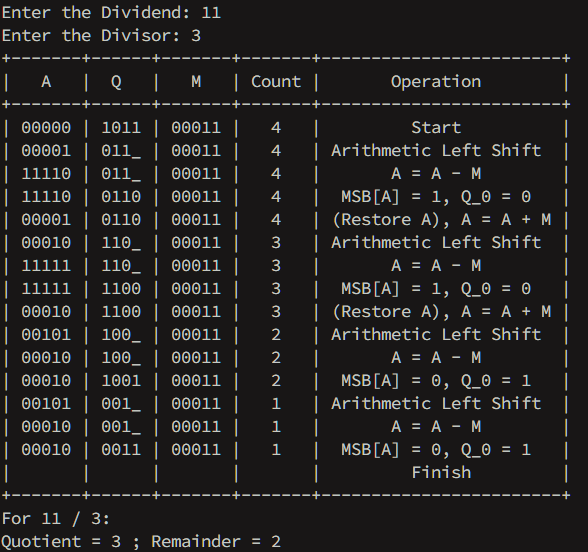 Enter the Dividend: 11
Enter the Divisor: 3
+-------+------+-------+-------+------------------------+
|   A   |  Q   |   M   | Count |       Operation        |
+-------+------+-------+-------+------------------------+
| 00000 | 1011 | 00011 |   4   |         Start          |
| 00001 | 011_ | 00011 |   4   | Arithmetic Left Shift  |
| 11110 | 011_ | 00011 |   4   |       A = A - M        |
| 11110 | 0110 | 00011 |   4   |  MSB[A] = 1, Q_0 = 0   |
| 00001 | 0110 | 00011 |   4   | (Restore A), A = A + M |
| 00010 | 110_ | 00011 |   3   | Arithmetic Left Shift  |
| 11111 | 110_ | 00011 |   3   |       A = A - M        |
| 11111 | 1100 | 00011 |   3   |  MSB[A] = 1, Q_0 = 0   |
| 00010 | 1100 | 00011 |   3   | (Restore A), A = A + M |
| 00101 | 100_ | 00011 |   2   | Arithmetic Left Shift  |
| 00010 | 100_ | 00011 |   2   |       A = A - M        |
| 00010 | 1001 | 00011 |   2   |  MSB[A] = 0, Q_0 = 1   |
| 00101 | 001_ | 00011 |   1   | Arithmetic Left Shift  |
| 00010 | 001_ | 00011 |   1   |       A = A - M        |
| 00010 | 0011 | 00011 |   1   |  MSB[A] = 0, Q_0 = 1   |
|       |      |       |       |         Finish         |
+-------+------+-------+-------+------------------------+
For 11 / 3:
Quotient = 3 ; Remainder = 2